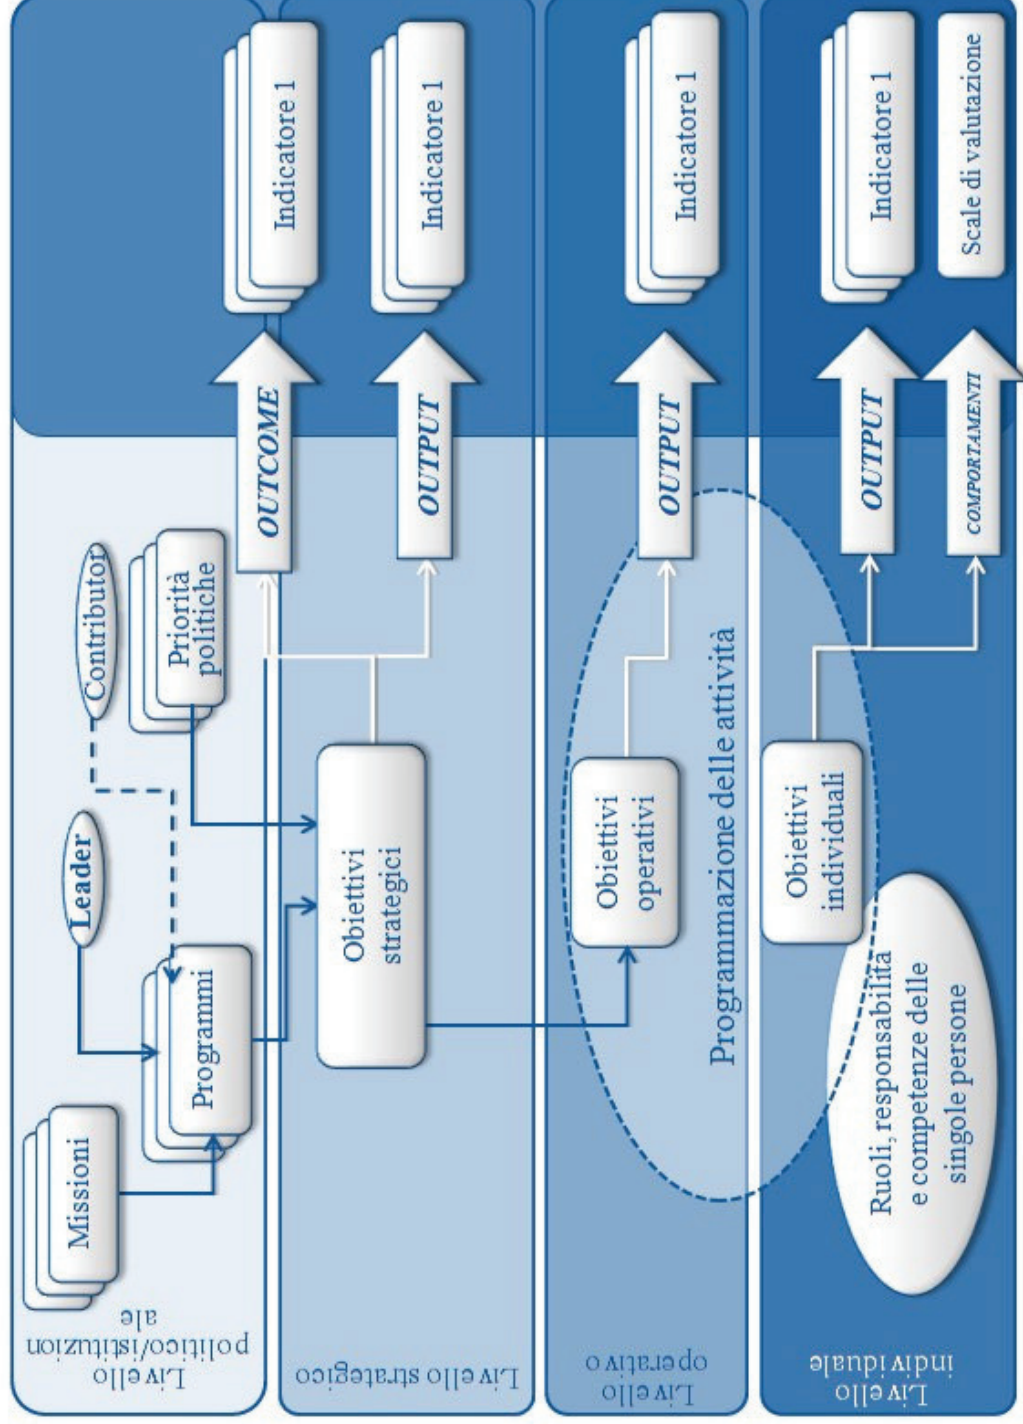 Livello
politico/istituzion
ale
Missioni
Programmi
Leader
Contributor
Priorità
politiche
OUTCOME
Indicatore 1
Livello strategico
Obiettivi
strategici
OUTPUT
Indicatore 1
Livello
operativo
Obiettivi
operativi
Programmazione delle attività
OUTPUT
Indicatore 1
Livello
individuale
Ruoli, responsabilità
e competenze delle
singole persone
Obiettivi
individuali
OUTPUT
Indicatore 1
COMPORTAMENTI
Scale di valutazione